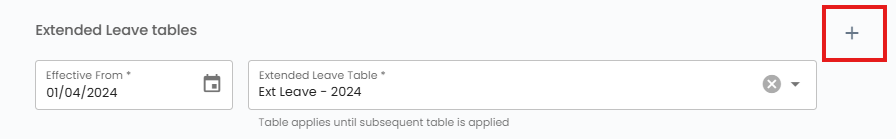 Extended Leave tables
Effective From *
01/04/2024
Extended Leave Table *
Ext Leave - 2024
Table applies until subsequent table is applied